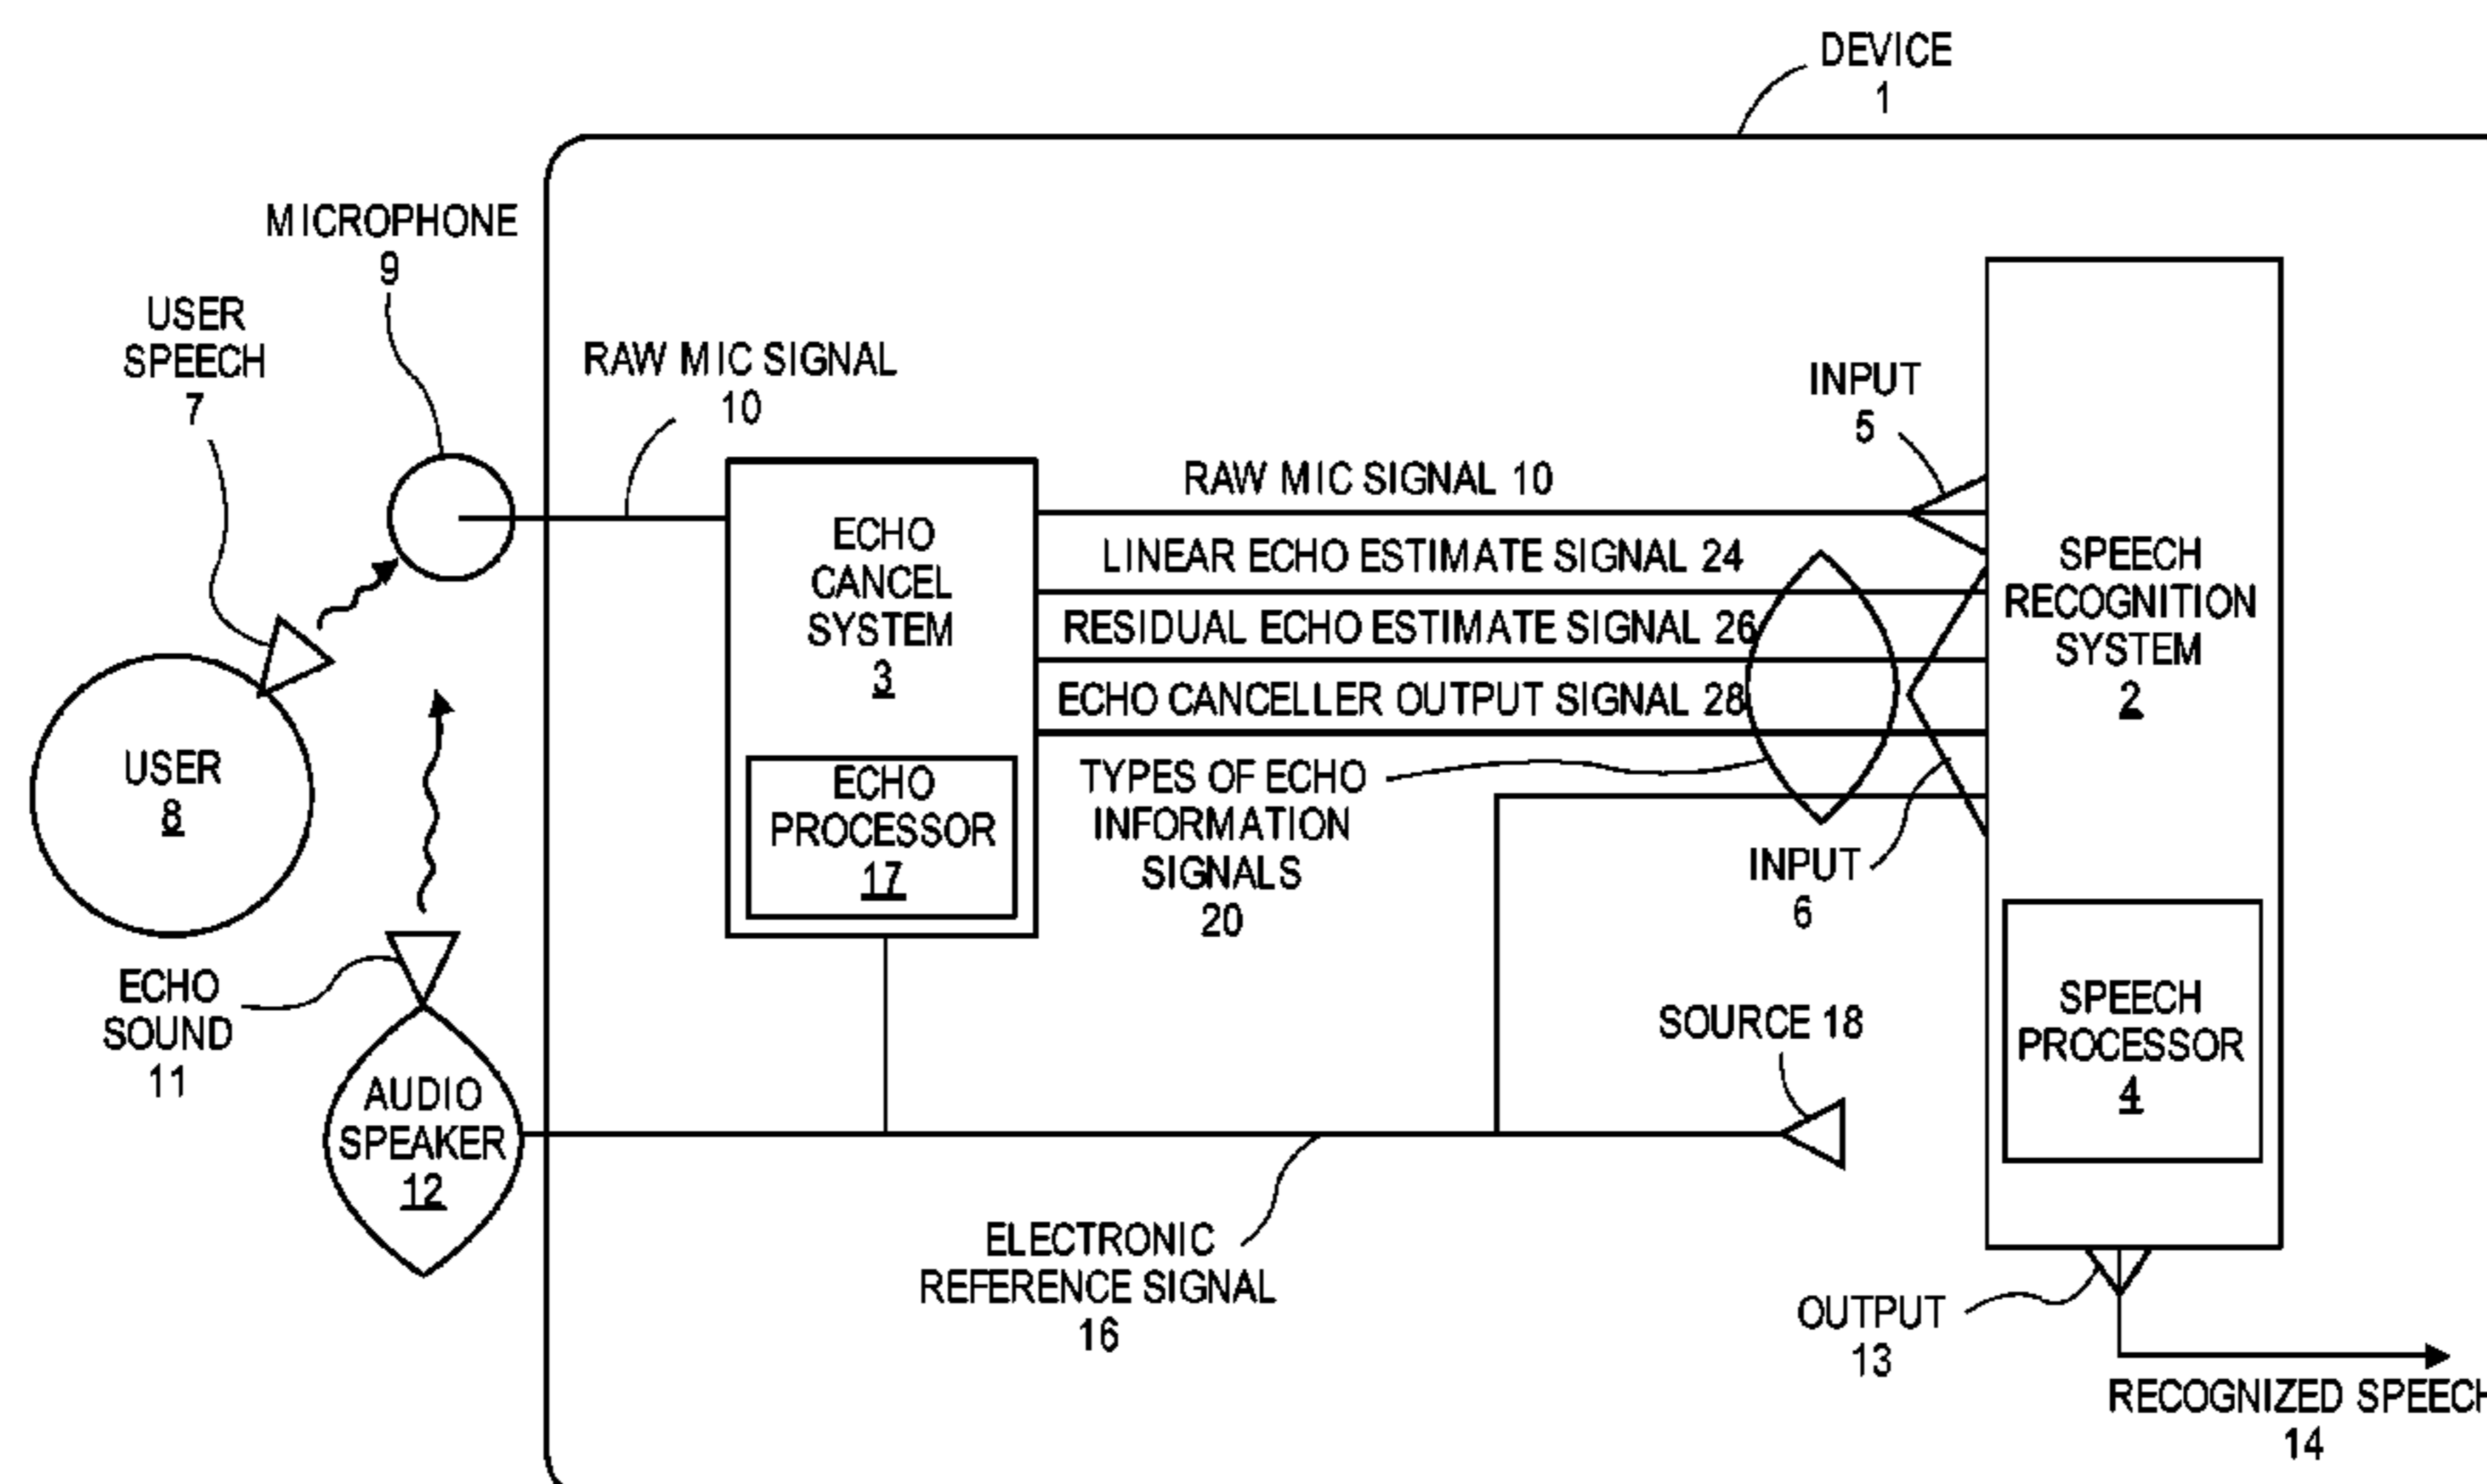 DEVICE
1
MICROPHONE
9
USER
SPEECH
7
RAW MIC SIGNAL
10
INPUT
5
RAW MIC SIGNAL 10
LINEAR ECHO ESTIMATE SIGNAL 24
RESIDUAL ECHO ESTIMATE SIGNAL 26
ECHO CANCELLER OUTPUT SIGNAL 28
ECHO
CANCEL
SYSTEM
3
SPEECH
RECOGNITION
SYSTEM
2
USER
8
ECHO
PROCESSOR
17
TYPES OF ECHO
INFORMATION
SIGNALS
20
INPUT
6
ECHO
SOUND
11
AUDIO
SPEAKER
12
SOURCE 18
SPEECH
PROCESSOR
4
ELECTRONIC
REFERENCE SIGNAL
16
OUTPUT
13
RECOGNIZED SPEECH
14